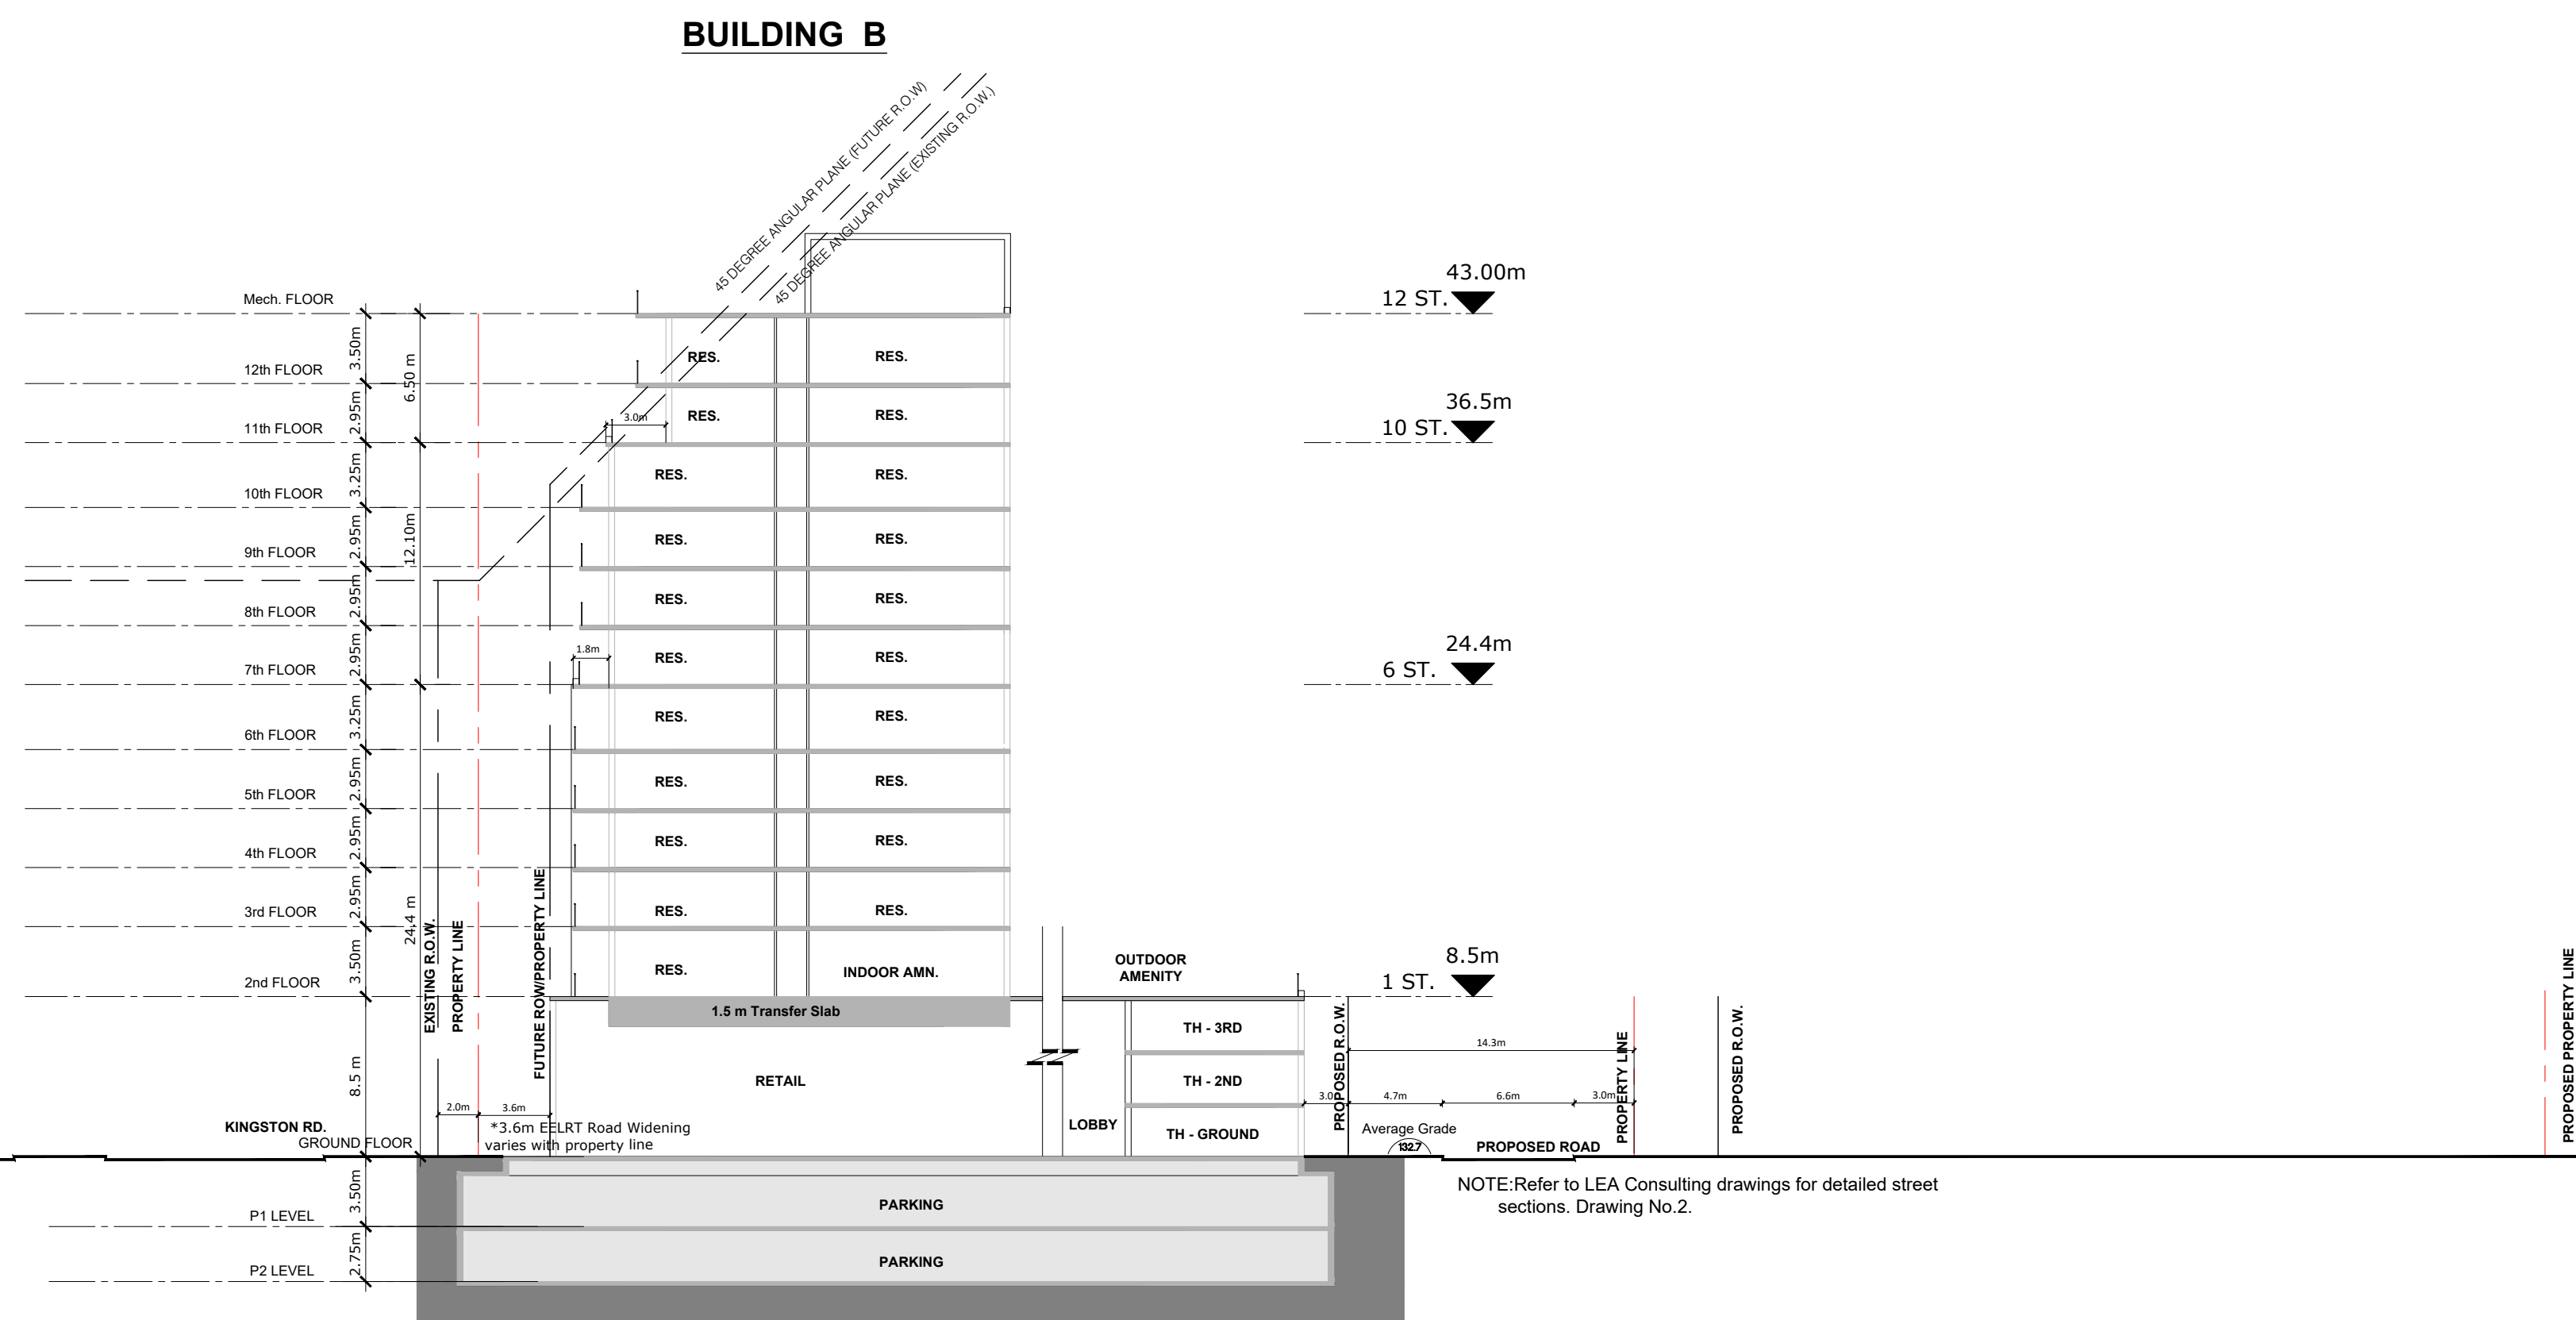 BUILDING B
45 DEGREE ANGULAR PLANE (FUTURE R.O.W)
45 DEGREE ANGULAR PLANE (EXISTING R.O.W.)
43.00m
12 ST.
Mech. FLOOR
3.50m
6.50 m
RES.
RES.
12th FLOOR
2.95m
3.0m
RES.
RES.
36.5m
10 ST.
11th FLOOR
3.25m
RES.
RES.
10th FLOOR
2.95m
12.10m
RES.
RES.
9th FLOOR
2.95m
RES.
RES.
8th FLOOR
2.95m
1.8m
RES.
RES.
24.4m
6 ST.
7th FLOOR
3.25m
RES.
RES.
6th FLOOR
2.95m
RES.
RES.
5th FLOOR
2.95m
RES.
RES.
4th FLOOR
2.95m
RES.
RES.
3rd FLOOR
3.50m
24.4 m
RES.
INDOOR AMN.
OUTDOOR
AMENITY
8.5m
1 ST.
2nd FLOOR
EXISTING R.O.W.
PROPERTY LINE
FUTURE ROW/PROPERTY LINE
1.5 m Transfer Slab
TH - 3RD
8.5 m
RETAIL
TH - 2ND
LOBBY
TH - GROUND
PROPOSED R.O.W.
14.3m
PROPERTY LINE
PROPOSED R.O.W.
PROPOSED PROPERTY LINE
2.0m
3.6m
3.0
4.7m
6.6m
3.0m
*3.6m EELRT Road Widening
varies with property line
KINGSTON RD.
GROUND FLOOR
Average Grade
132.7
PROPOSED ROAD
3.50m
PARKING
P1 LEVEL
2.75m
PARKING
P2 LEVEL
NOTE:Refer to LEA Consulting drawings for detailed street
sections. Drawing No.2.